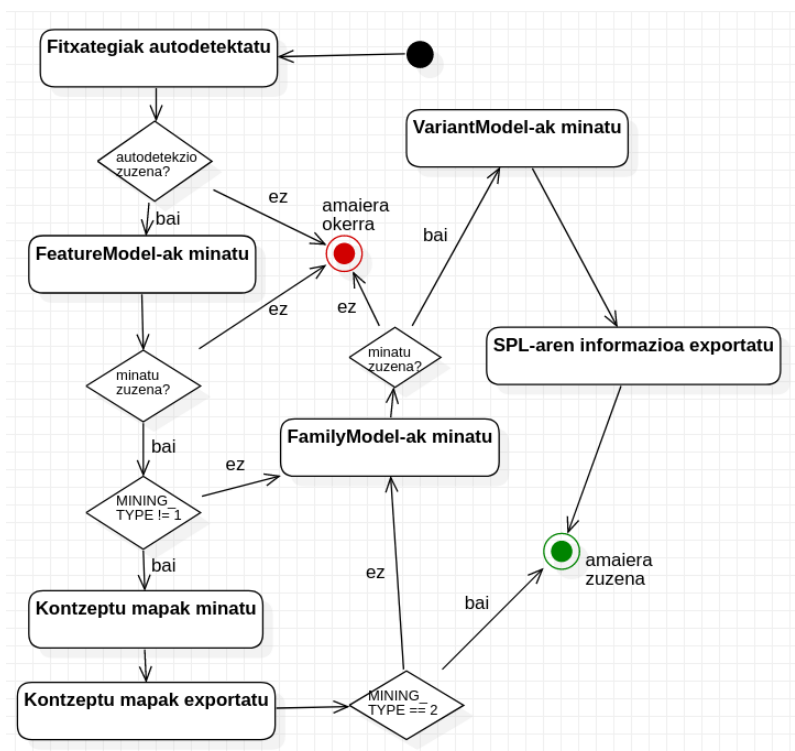 Fitxategiak autodetektatu
autodetekzio
zuzena?
ez
bai
amaiera
okerra
VariantModel-ak minatu
FeatureModel-ak minatu
bai
ez
ez
minatu
zuzena?
minatu
zuzena?
SPL-aren informazioa exportatu
bai
ez
FamilyModel-ak minatu
MINING_
TYPE != 1
bai
ez
amaiera
zuzena
Kontzeptu mapak minatu
bai
Kontzeptu mapak exportatu
MINING_
TYPE == 2